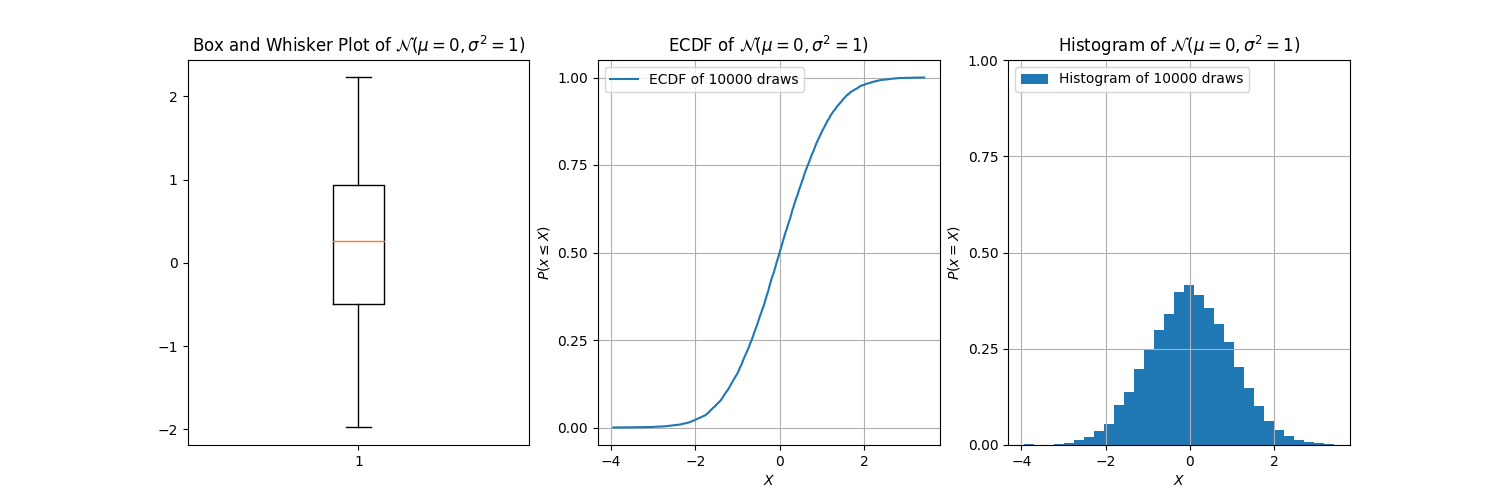 Box and Whisker Plot of 𝒩(μ = 0, σ² = 1)
2
1
0
−1
−2
1
ECDF of 𝒩(μ = 0, σ² = 1)
ECDF of 10000 draws
P(x ≤ X)
1.00
0.75
0.50
0.25
0.00
−4 −2 0 2
X
Histogram of 𝒩(μ = 0, σ² = 1)
Histogram of 10000 draws
P(x = X)
1.00
0.75
0.50
0.25
0.00
−4 −2 0 2
X